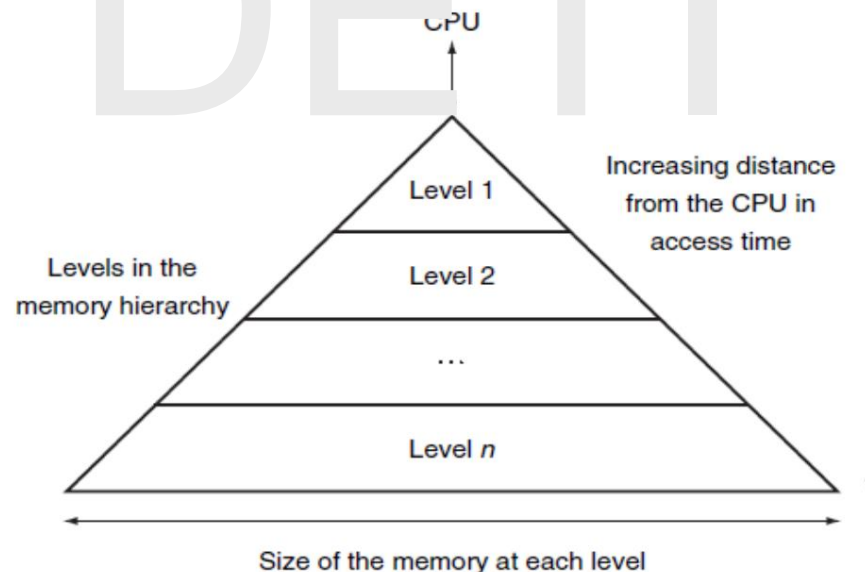 CPU
Level 1
Increasing distance
from the CPU in
access time
Levels in the
memory hierarchy
Level 2
...
Level n
Size of the memory at each level